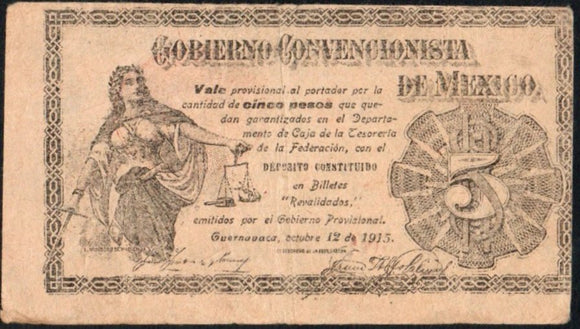 GOBIERNO CONVENCIONISTA
DE MEXICO.
Vale provisional al portador por la
cantidad de cinco pesos que que-
dan garantizados en el Departa-
mento de Caja de la Tesorería
de la Federación, con el
DEPOSITO CONSTITUIDO
en Billetes
"Revalidados,"
emitidos por el Gobierno Provisional.
Cuernavaca, octubre 12 de 1915.
5